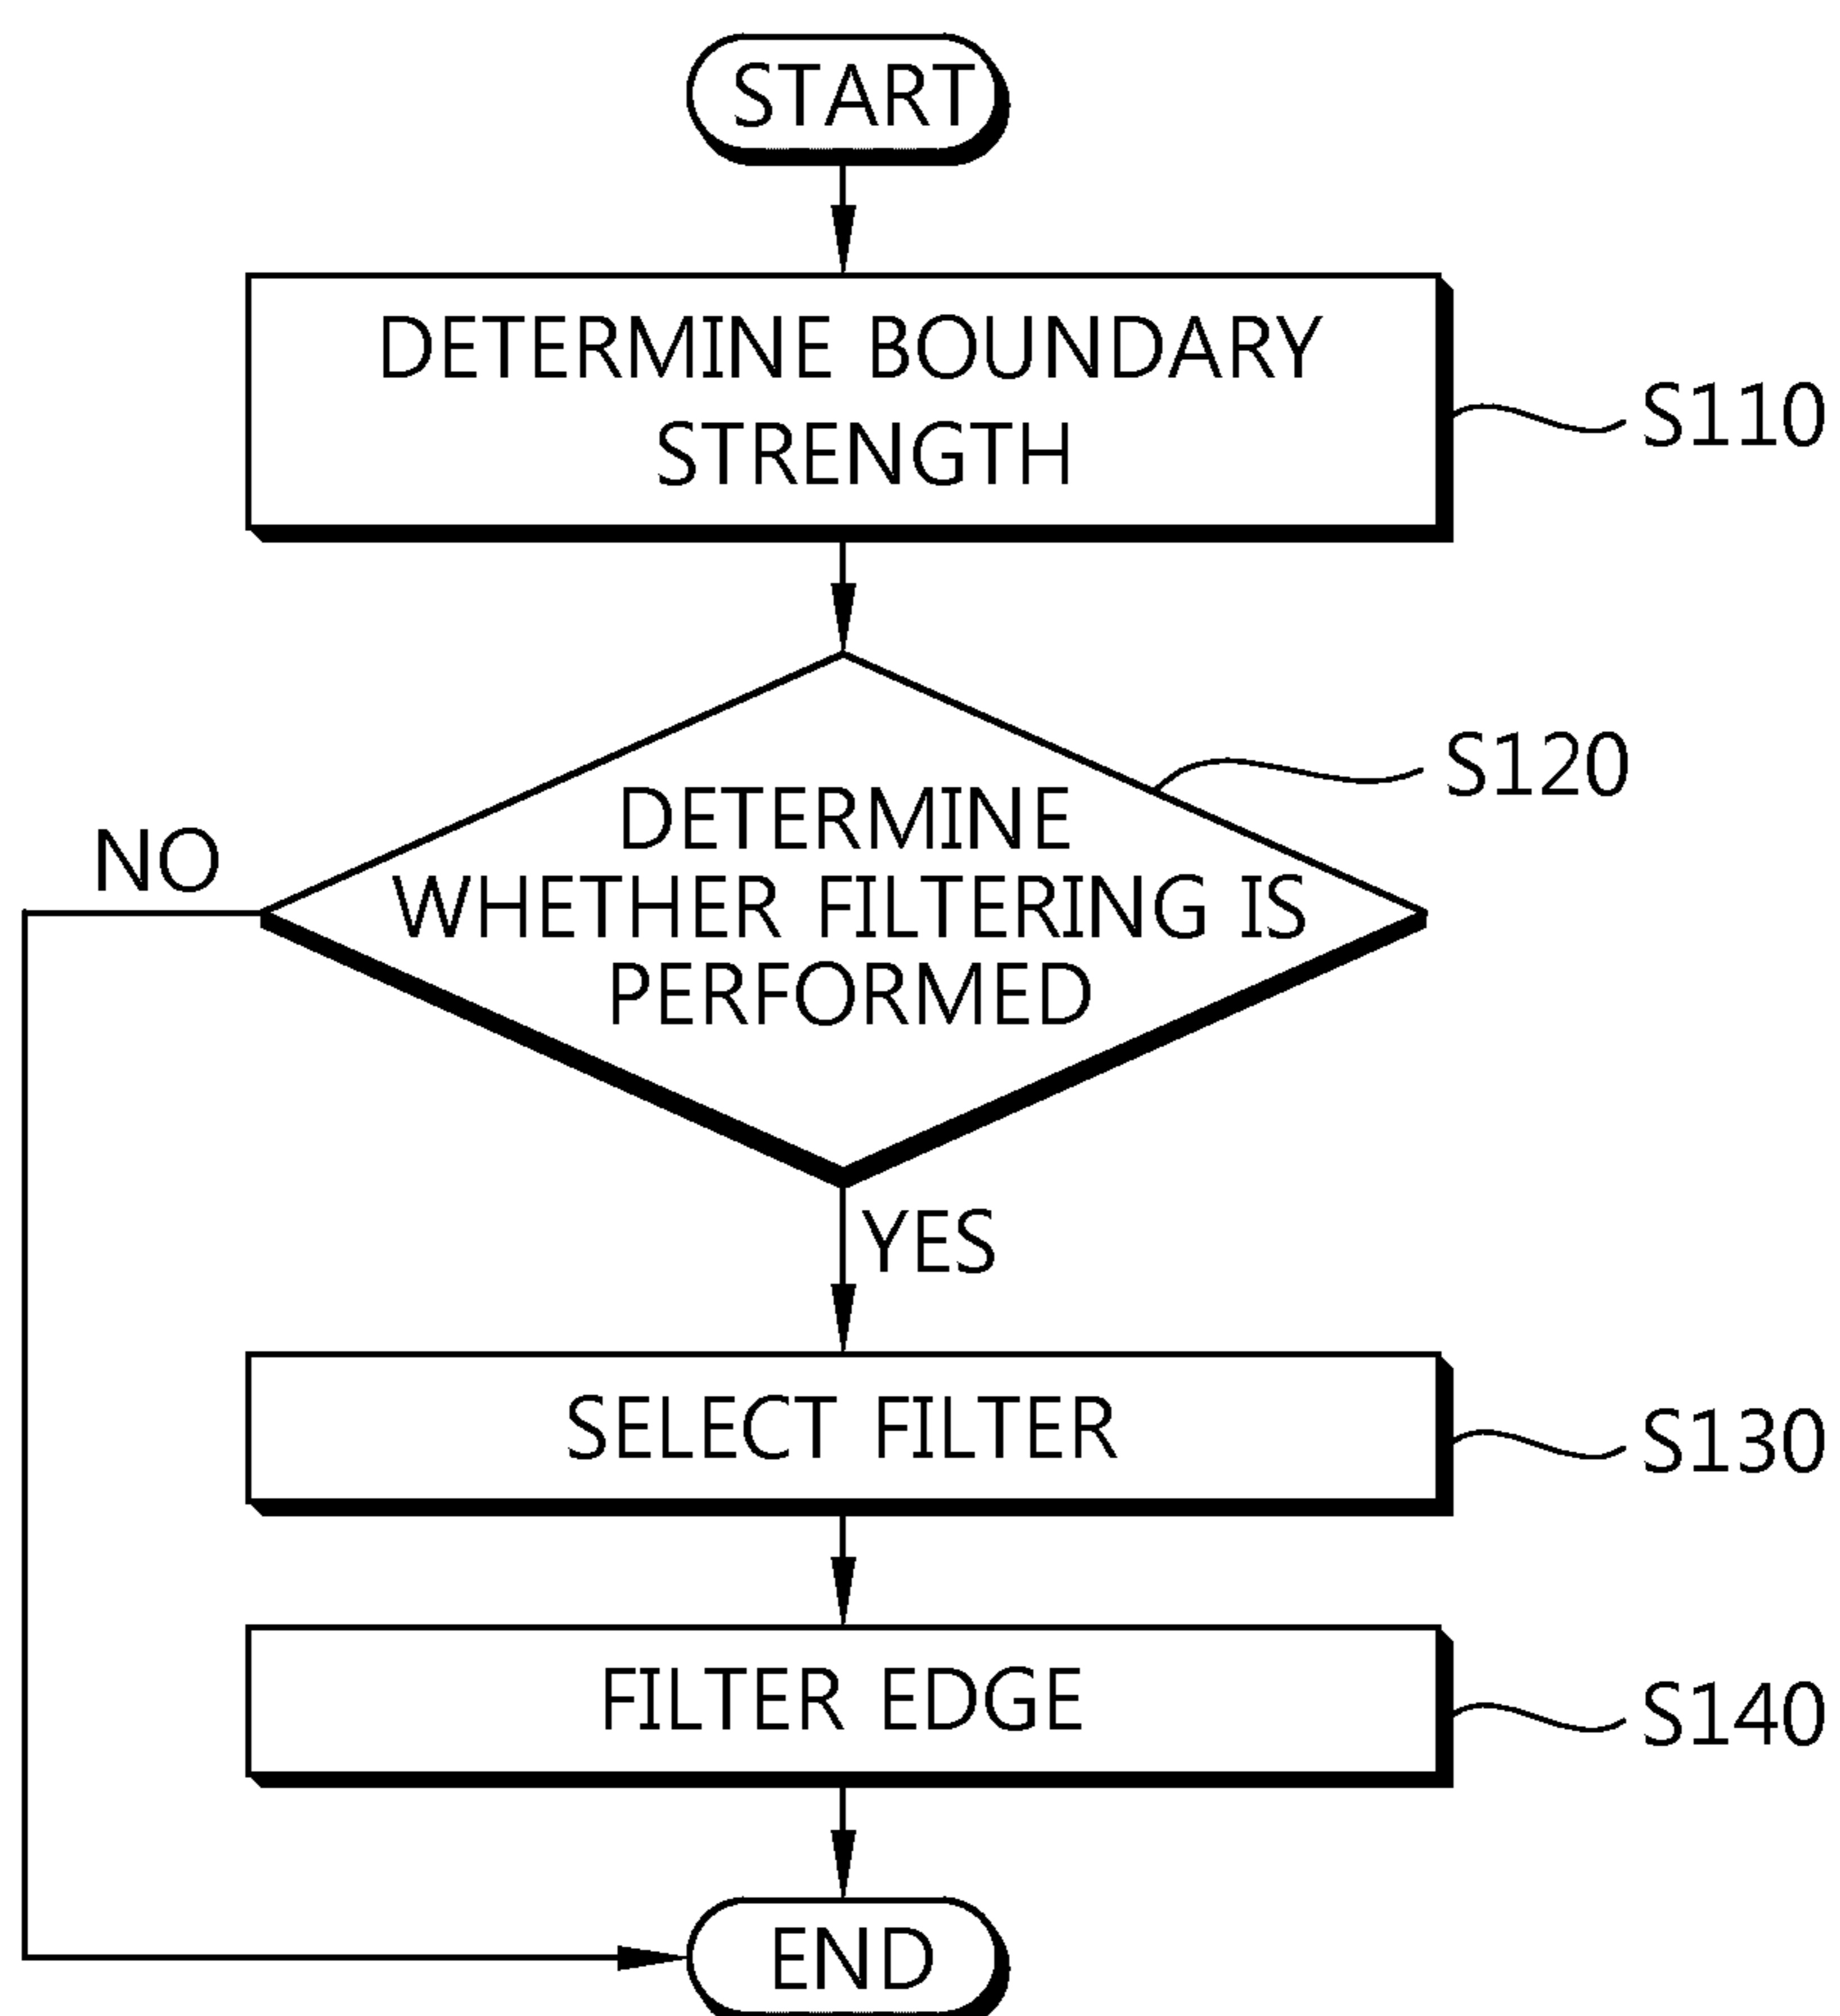 START
DETERMINE BOUNDARY
STRENGTH
S110
S120
DETERMINE
WHETHER FILTERING IS
PERFORMED
NO
YES
SELECT FILTER
S130
FILTER EDGE
S140
END